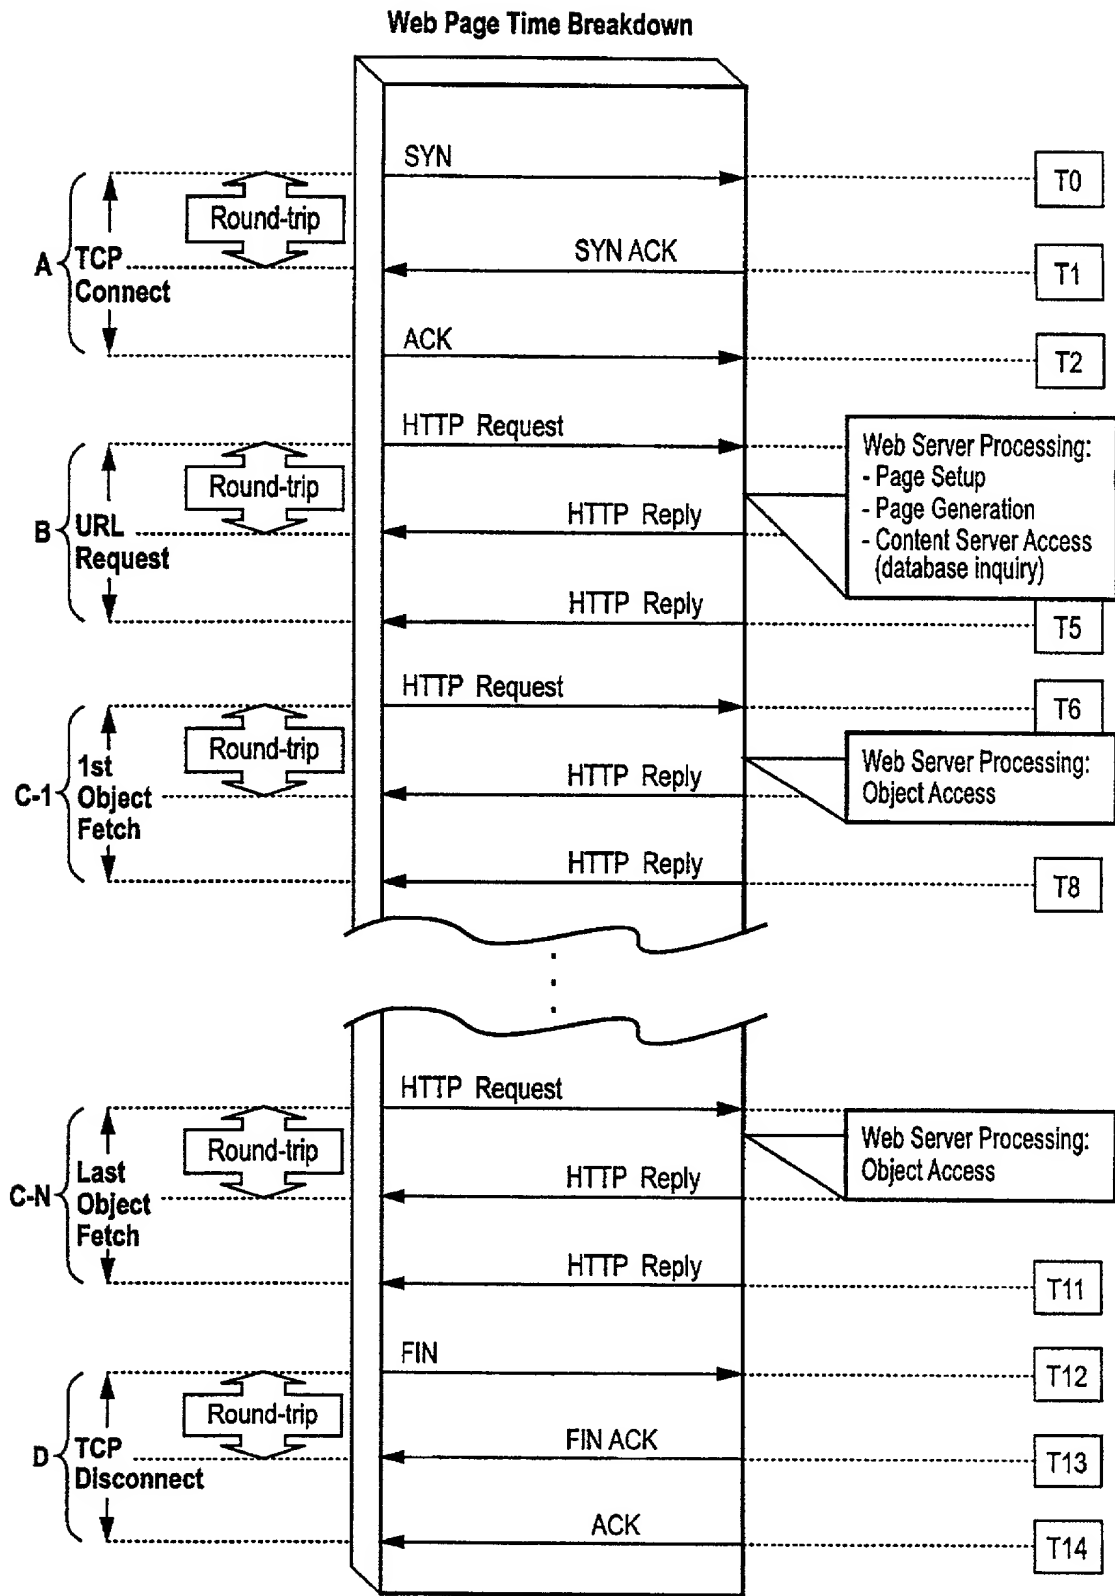 Web Page Time Breakdown
SYN
T0
Round-trip
SYN ACK
T1
A
TCP
Connect
ACK
T2
HTTP Request
Web Server Processing:
- Page Setup
- Page Generation
- Content Server Access
(database inquiry)
Round-trip
HTTP Reply
B
URL
Request
HTTP Reply
T5
HTTP Request
T6
Round-trip
Web Server Processing:
Object Access
HTTP Reply
C-1
1st
Object
Fetch
HTTP Reply
T8
HTTP Request
Web Server Processing:
Object Access
Round-trip
HTTP Reply
C-N
Last
Object
Fetch
HTTP Reply
T11
FIN
T12
Round-trip
FIN ACK
T13
D
TCP
Disconnect
ACK
T14